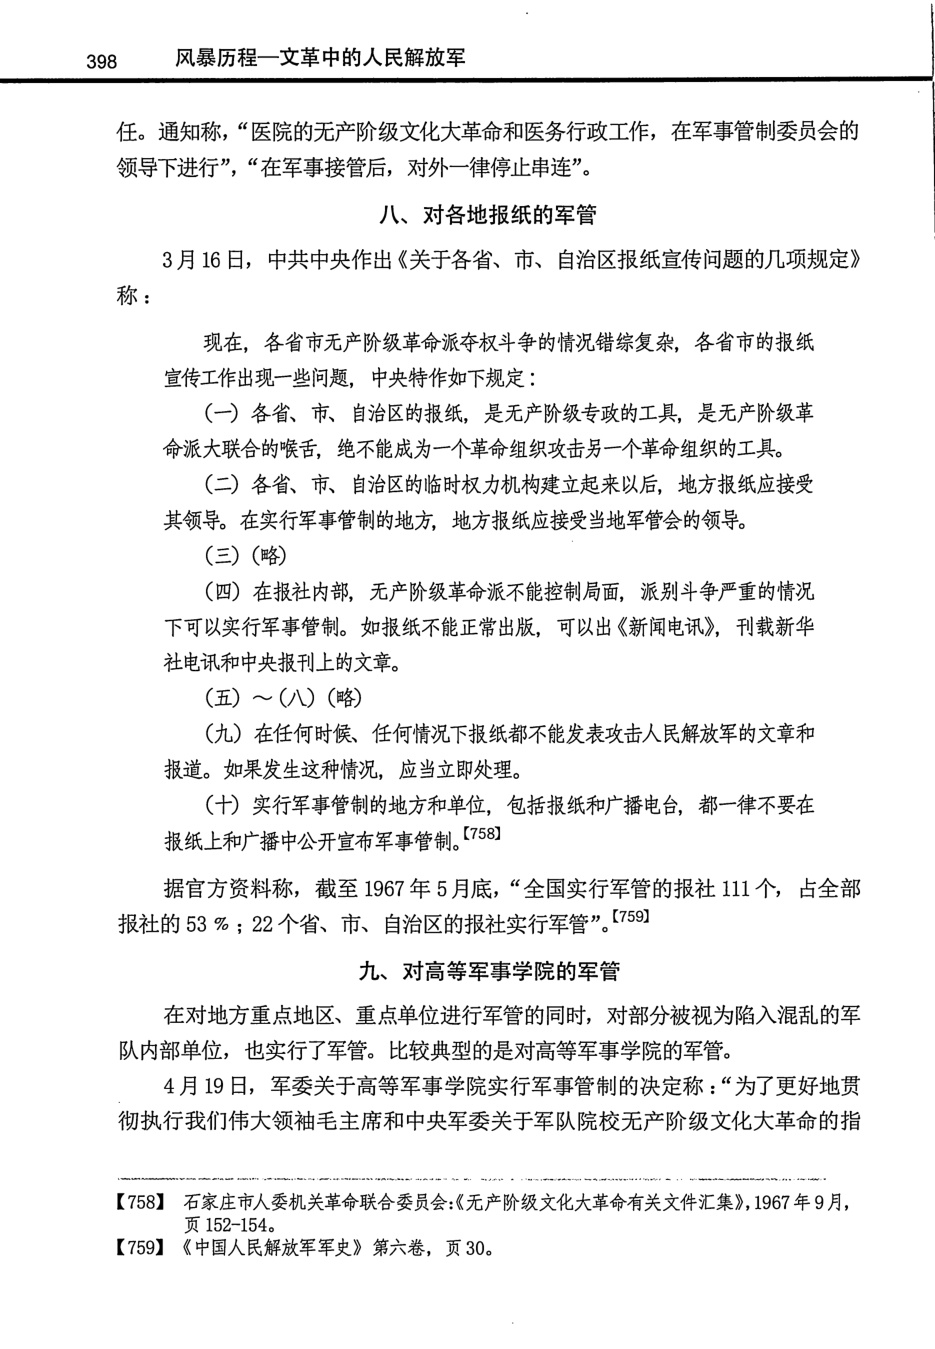 398 风暴历程—文革中的人民解放军
任。通知称，“医院的无产阶级文化大革命和医务行政工作，在军事管制委员会的
领导下进行”，“在军事接管后，对外一律停止串连”。
八、对各地报纸的军管
3月16日，中共中央作出《关于各省、市、自治区报纸宣传问题的几项规定》
称：
现在，各省市无产阶级革命派夺权斗争的情况错综复杂，各省市的报纸
宣传工作出现一些问题，中央特作如下规定：
（一）各省、市、自治区的报纸，是无产阶级专政的工具，是无产阶级革
命派大联合的喉舌，绝不能成为一个革命组织攻击另一个革命组织的工具。
（二）各省、市、自治区的临时权力机构建立起来以后，地方报纸应接受
其领导。在实行军事管制的地方，地方报纸应接受当地军管会的领导。
（三）（略）
（四）在报社内部，无产阶级革命派不能控制局面，派别斗争严重的情况
下可以实行军事管制。如报纸不能正常出版，可以出《新闻电讯》，刊载新华
社电讯和中央报刊上的文章。
（五）～（八）（略）
（九）在任何时候、任何情况下报纸都不能发表攻击人民解放军的文章和
报道。如果发生这种情况，应当立即处理。
（十）实行军事管制的地方和单位，包括报纸和广播电台，都一律不要在
报纸上和广播中公开宣布军事管制。【758】
据官方资料称，截至1967年5月底，“全国实行军管的报社111个，占全部
报社的53%；22个省、市、自治区的报社实行军管”。【759】
九、对高等军事学院的军管
在对地方重点地区、重点单位进行军管的同时，对部分被视为陷入混乱的军
队内部单位，也实行了军管。比较典型的是对高等军事学院的军管。
4月19日，军委关于高等军事学院实行军事管制的决定称：“为了更好地贯
彻执行我们伟大领袖毛主席和中央军委关于军队院校无产阶级文化大革命的指
【758】 石家庄市人委机关革命联合委员会:《无产阶级文化大革命有关文件汇集》，1967年9月，
页152-154。
【759】《中国人民解放军军史》第六卷，页30。